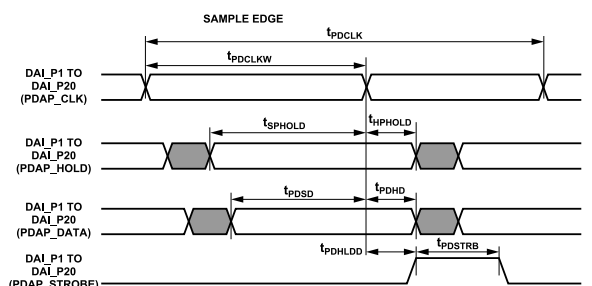 SAMPLE EDGE
tPDCLK
tPDCLKW
DAI_P1 TO
DAI_P20
(PDAP_CLK)
tSPHOLD
tHPHOLD
DAI_P1 TO
DAI_P20
(PDAP_HOLD)
tPDSD
tPDHD
DAI_P1 TO
DAI_P20
(PDAP_DATA)
tPDHLDD
tPDSTRB
DAI_P1 TO
DAI_P20
(PDAP_STROBE)